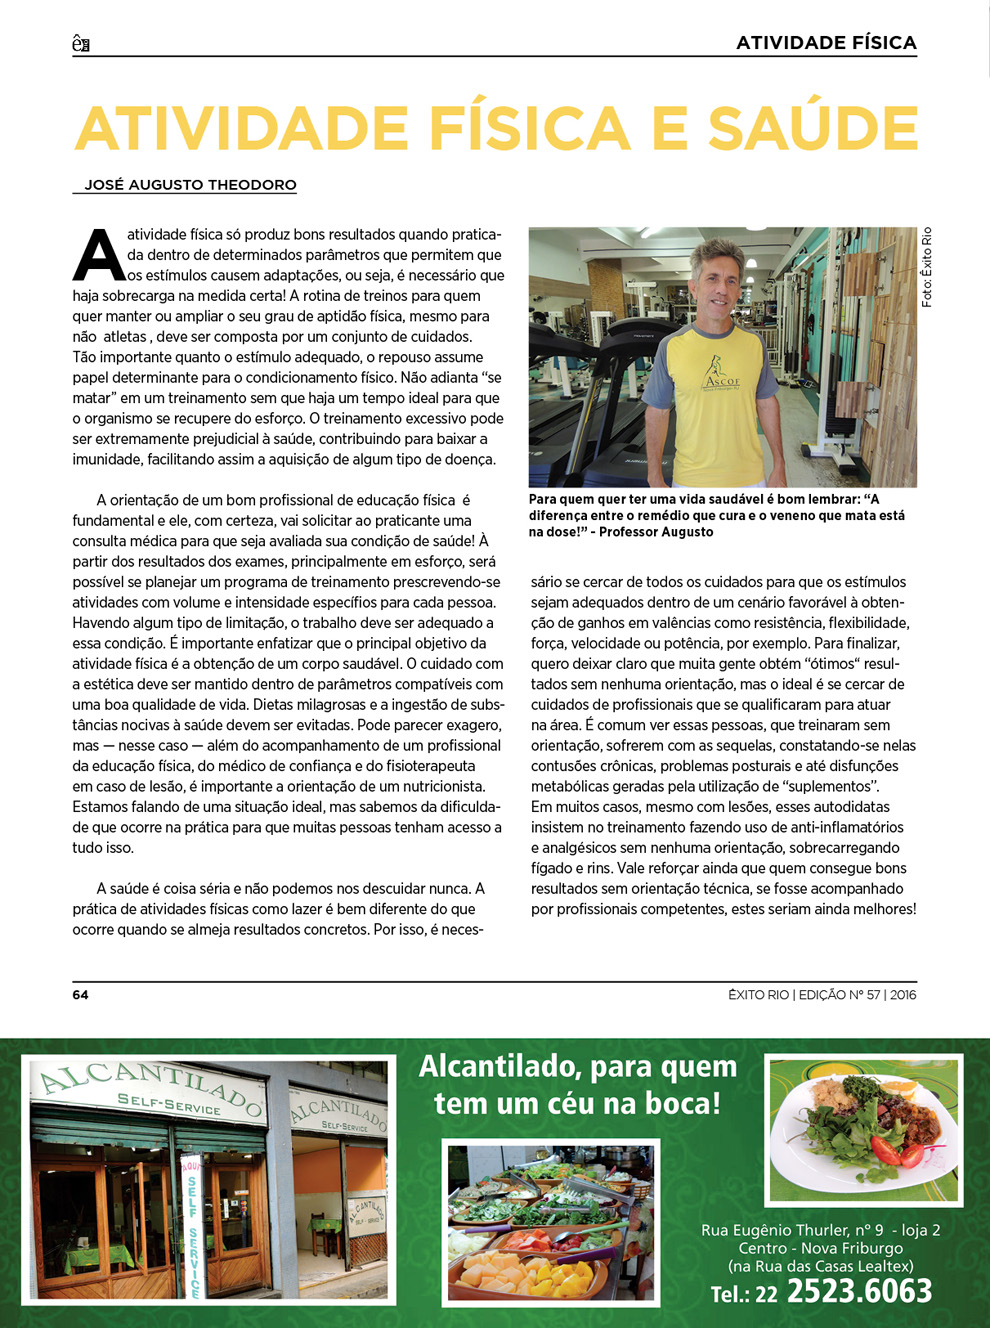 ATIVIDADE FÍSICA
ATIVIDADE FÍSICA E SAÚDE
JOSÉ AUGUSTO THEODORO
A atividade física só produz bons resultados quando pratica-
da dentro de determinados parâmetros que permitem que
os estímulos causem adaptações, ou seja, é necessário que
haja sobrecarga na medida certa! A rotina de treinos para quem
quer manter ou ampliar o seu grau de aptidão física, mesmo para
não atletas , deve ser composta por um conjunto de cuidados.
Tão importante quanto o estímulo adequado, o repouso assume
papel determinante para o condicionamento físico. Não adianta “se
matar” em um treinamento sem que haja um tempo ideal para que
o organismo se recupere do esforço. O treinamento excessivo pode
ser extremamente prejudicial à saúde, contribuindo para baixar a
imunidade, facilitando assim a aquisição de algum tipo de doença.
A orientação de um bom profissional de educação física é
fundamental e ele, com certeza, vai solicitar ao praticante uma
consulta médica para que seja avaliada sua condição de saúde! À
partir dos resultados dos exames, principalmente em esforço, será
possível se planejar um programa de treinamento prescrevendo-se
atividades com volume e intensidade específios para cada pessoa.
Havendo algum tipo de limitação, o trabalho deve ser adequado a
essa condição. É importante enfatizar que o principal objetivo da
atividade física é a obtenção de um corpo saudável. O cuidado com
a estética deve ser mantido dentro de parâmetros compatíveis com
uma boa qualidade de vida. Dietas milagrosas e a ingestão de subs-
tâncias nocivas à saúde devem ser evitadas. Pode parecer exagero,
mas — nesse caso — além do acompanhamento de um profissional
da educação física, do médico de confiança e do fisioterapeuta
em caso de lesão, é importante a orientação de um nutricionista.
Estamos falando de uma situação ideal, mas sabemos da dificulda-
de que ocorre na prática para que muitas pessoas tenham acesso a
tudo isso.
A saúde é coisa séria e não podemos nos descuidar nunca. A
prática de atividades físicas como lazer é bem diferente do que
ocorre quando se almeja resultados concretos. Por isso, é neces-
Foto: Êxito Rio
ASCOF
Para quem quer ter uma vida saudável é bom lembrar: “A
diferença entre o remédio que cura e o veneno que mata está
na dose!” - Professor Augusto
sário se cercar de todos os cuidados para que os estímulos
sejam adequados dentro de um cenário favorável à obten-
ção de ganhos em valências como resistência, flexibilidade,
força, velocidade ou potência, por exemplo. Para finalizar,
quero deixar claro que muita gente obtém “ótimos“ resul-
tados sem nenhuma orientação, mas o ideal é se cercar de
cuidados de profissionais que se qualificaram para atuar
na área. É comum ver essas pessoas, que treinaram sem
orientação, sofrerem com as sequelas, constatando-se nelas
contusões crônicas, problemas posturais e até disfunções
metabólicas geradas pela utilização de “suplementos”.
Em muitos casos, mesmo com lesões, esses autodidatas
insistem no treinamento fazendo uso de anti-inflamatórios
e analgésicos sem nenhuma orientação, sobrecarregando
fígado e rins. Vale reforçar ainda que quem consegue bons
resultados sem orientação técnica, se fosse acompanhado
por profissionais competentes, estes seriam ainda melhores!
64
ÊXITO RIO | EDIÇÃO Nº 57 | 2016
ALCANTILADO
SELF-SERVICE
ALCANTILADO
SELF-SERVICE
AQUI
SELF SERVICE
ALCANTILADO
SELF - SERVICE
Alcantilado, para quem
tem um céu na boca!
Rua Eugênio Thurler, nº 9 - loja 2
Centro - Nova Friburgo
(na Rua das Casas Lealtex)
Tel.: 22 2523.6063